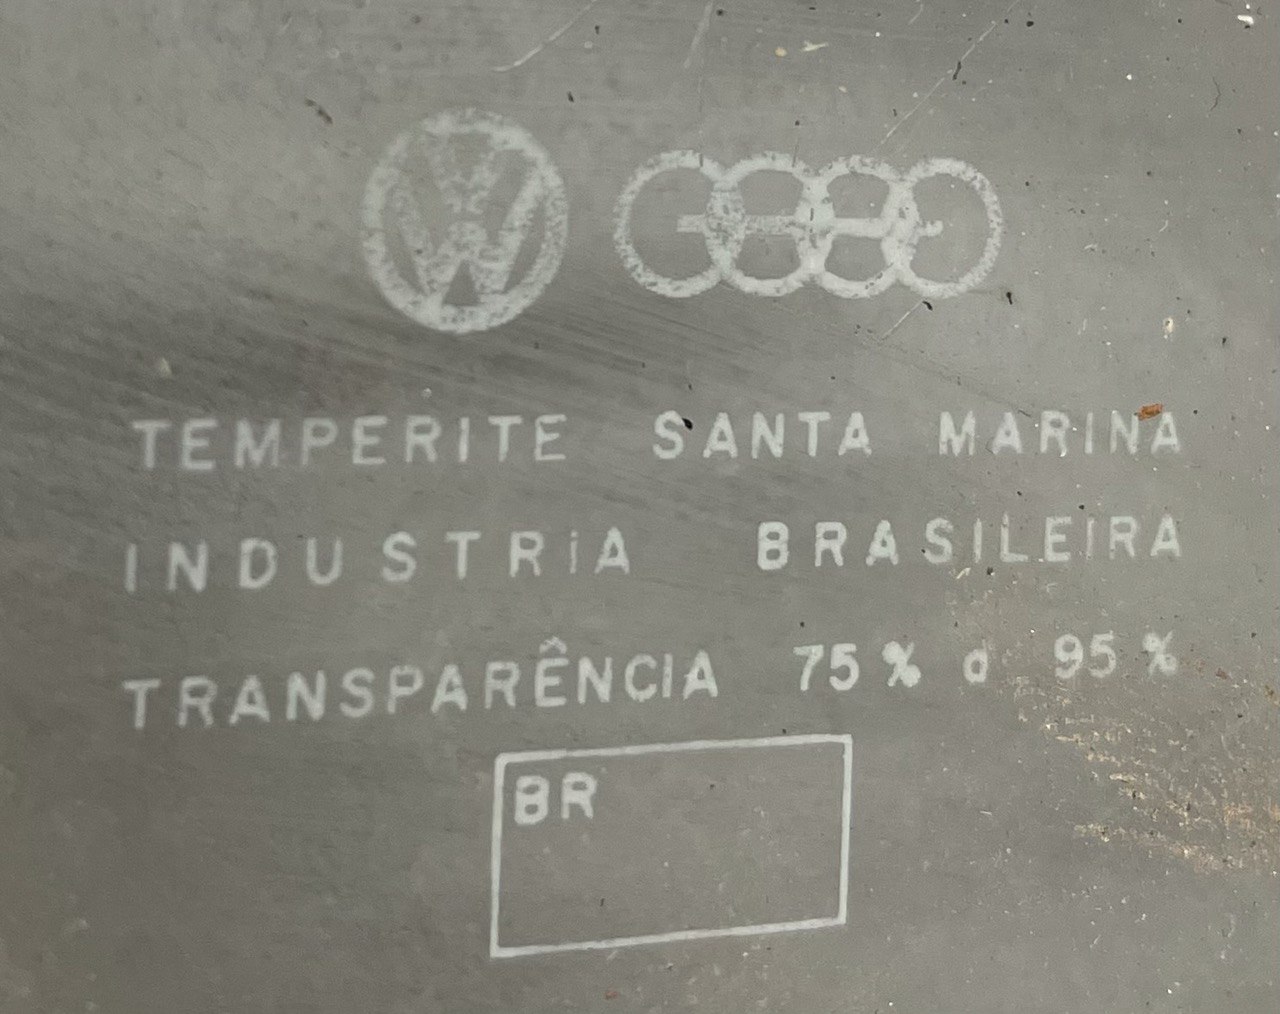 TEMPERITE SANTA MARINA
INDUSTRIA BRASILEIRA
TRANSPARÊNCIA 75% a 95%
BR